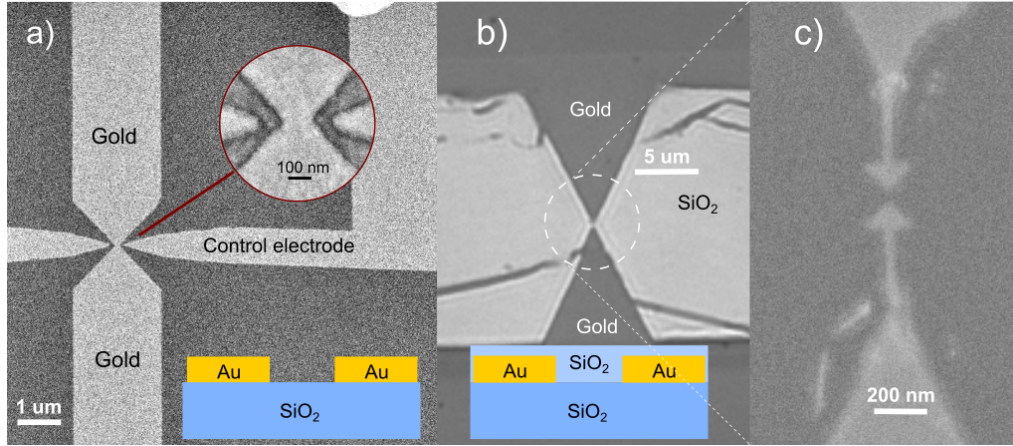 a)
Gold
100 nm
Control electrode
Gold
Au
Au
SiO₂
1 um
b)
Gold
5 um
SiO₂
Gold
SiO₂
Au
Au
SiO₂
c)
200 nm